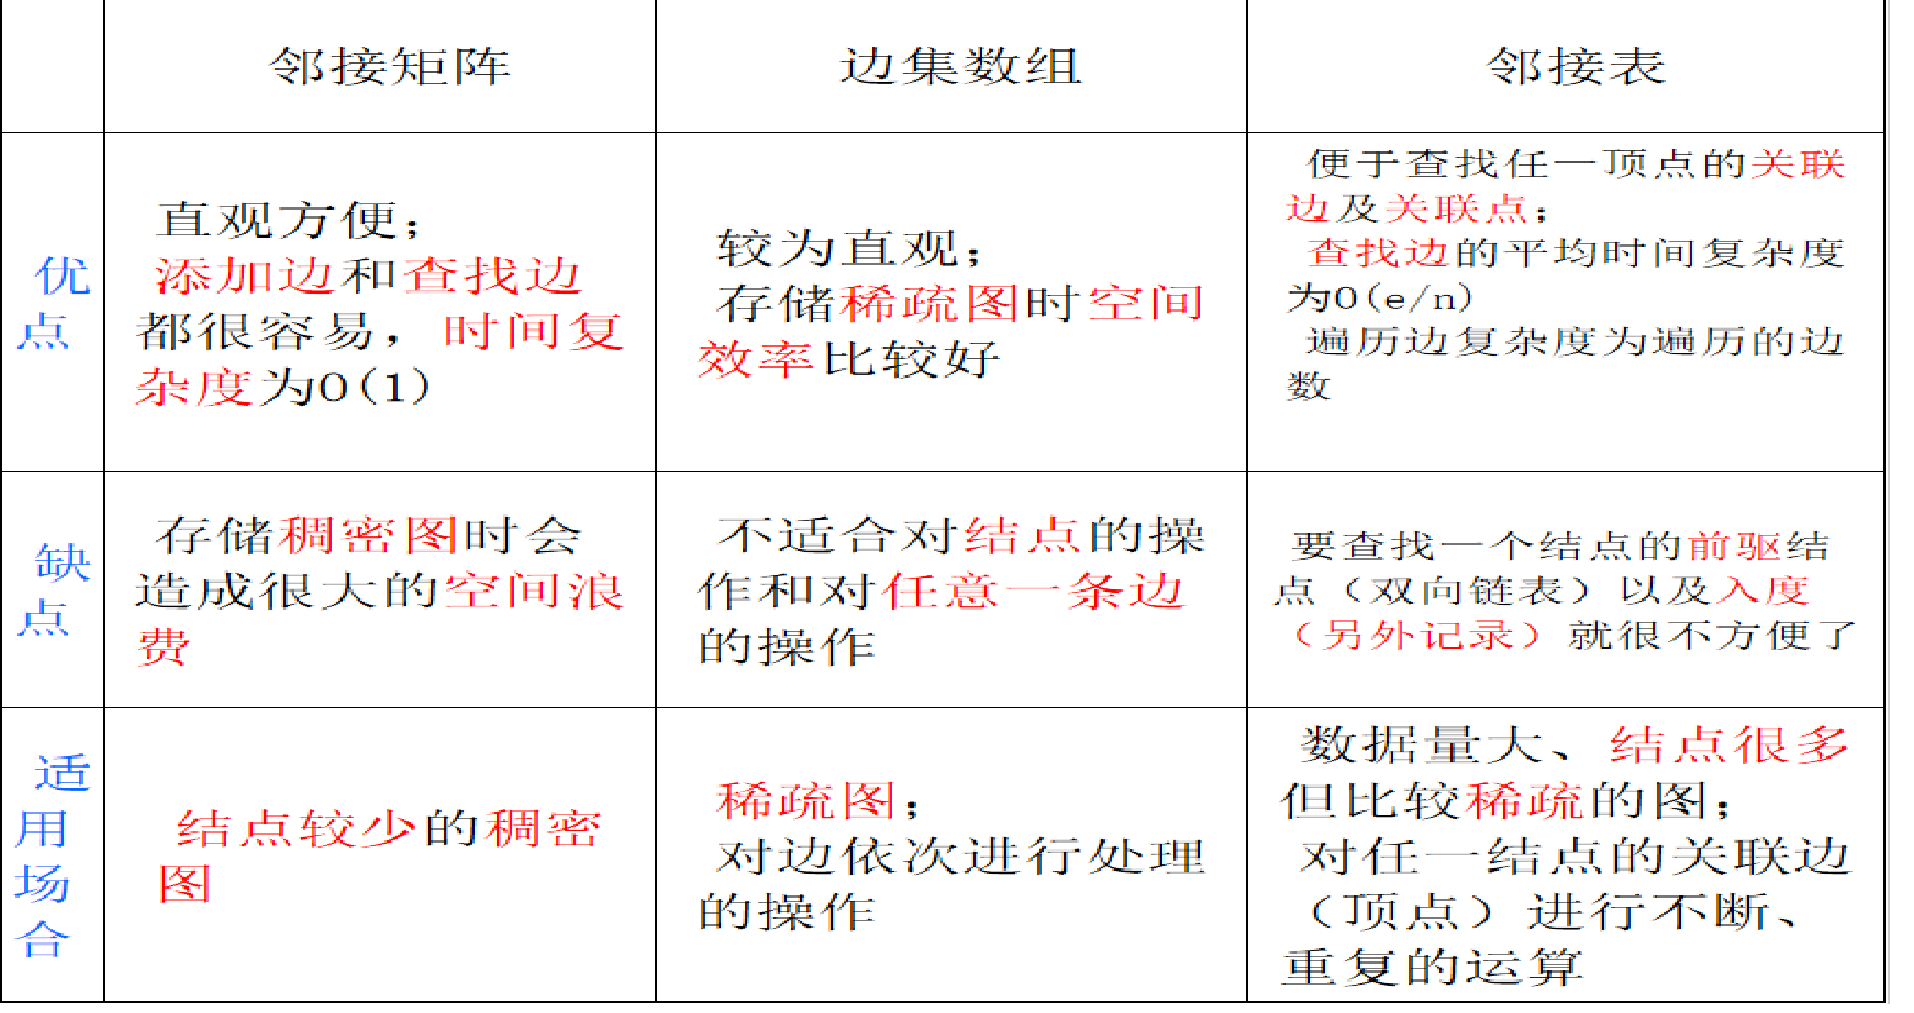 邻接矩阵
边集数组
邻接表
优
点
直观方便；
添加边和查找边
都很容易，时间复
杂度为O(1)
较为直观；
存储稀疏图时空间
效率比较好
便于查找任一顶点的关联
边及关联点；
查找边的平均时间复杂度
为O(e/n)
遍历边复杂度为遍历的边
数
缺
点
存储稠密图时会
造成很大的空间浪
费
不适合对结点的操
作和对任意一条边
的操作
要查找一个结点的前驱结
点（双向链表）以及入度
（另外记录）就很不方便了
适
用
场
合
结点较少的稠密
图
稀疏图；
对边依次进行处理
的操作
数据量大、结点很多
但比较稀疏的图；
对任一结点的关联边
（顶点）进行不断、
重复的运算